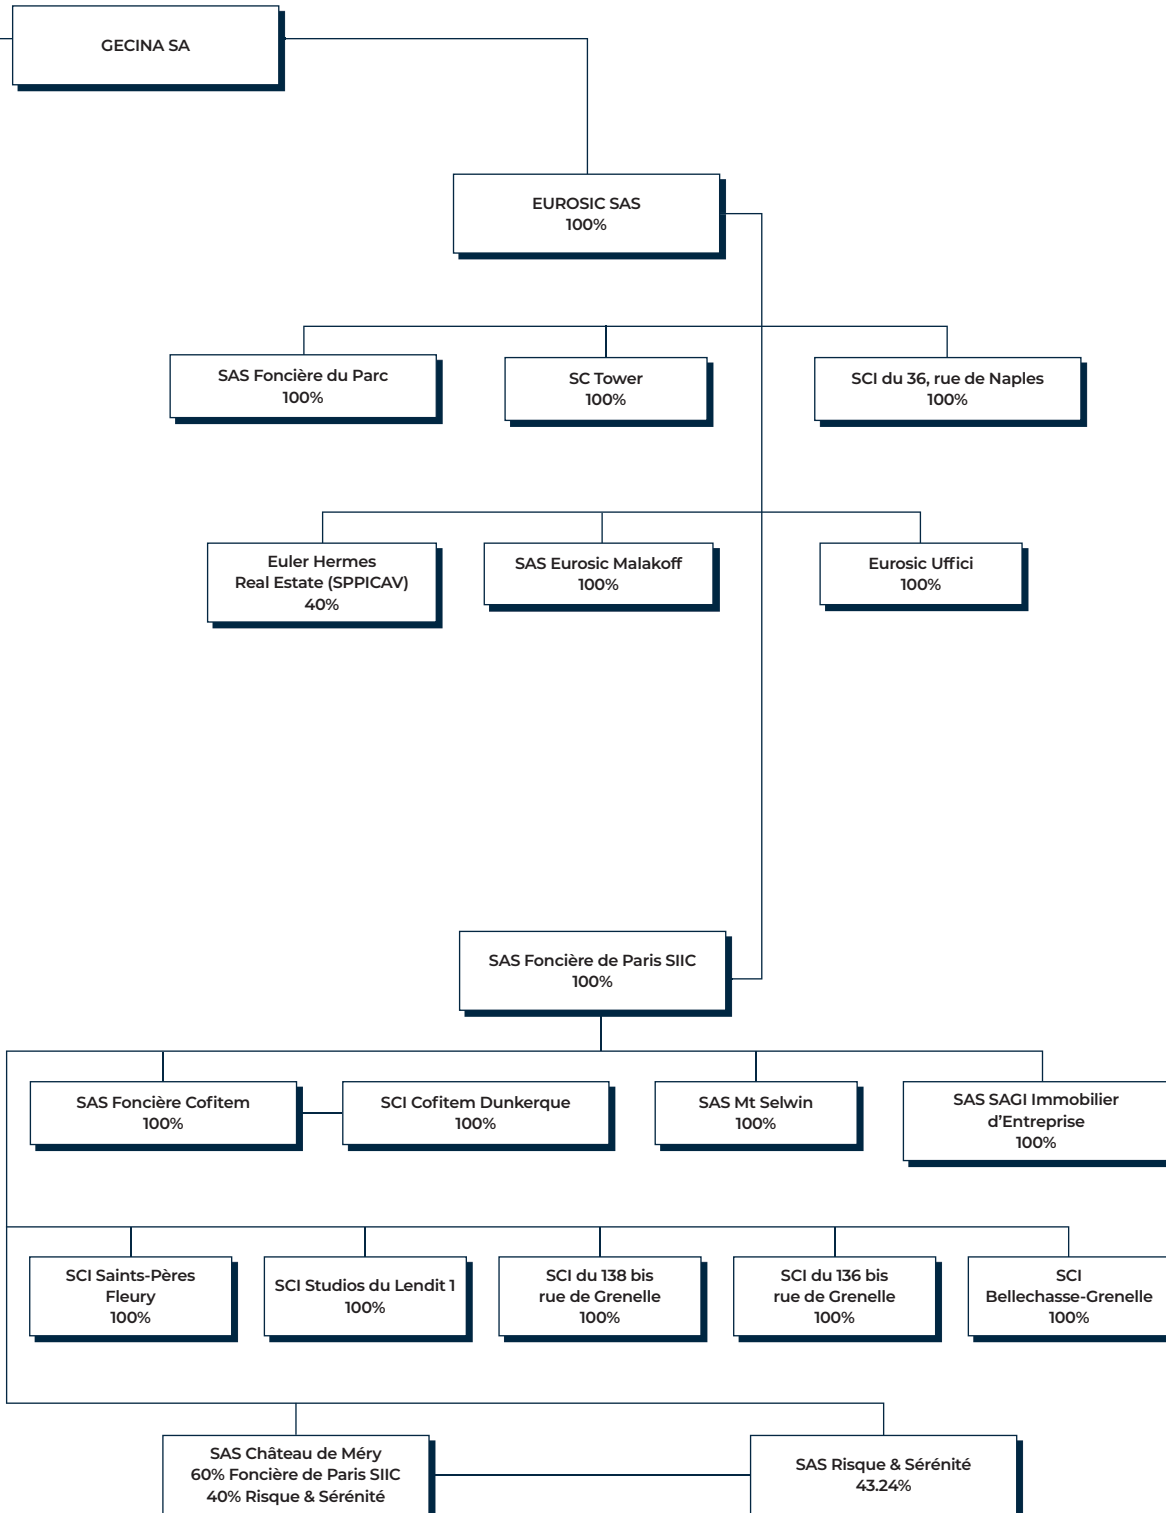 GECINA SA
EUROSIC SAS
100%
SAS Foncière du Parc
100%
SC Tower
100%
SCI du 36, rue de Naples
100%
Euler Hermes
Real Estate (SPPICAV)
40%
SAS Eurosic Malakoff
100%
Eurosic Uffici
100%
SAS Foncière de Paris SIIC
100%
SAS Foncière Cofitem
100%
SCI Cofitem Dunkerque
100%
SAS Mt Selwin
100%
SAS SAGI Immobilier
d’Entreprise
100%
SCI Saints-Pères
Fleury
100%
SCI Studios du Lendit 1
100%
SCI du 138 bis
rue de Grenelle
100%
SCI du 136 bis
rue de Grenelle
100%
SCI
Bellechasse-Grenelle
100%
SAS Château de Méry
60% Foncière de Paris SIIC
40% Risque & Sérénité
SAS Risque & Sérénité
43.24%